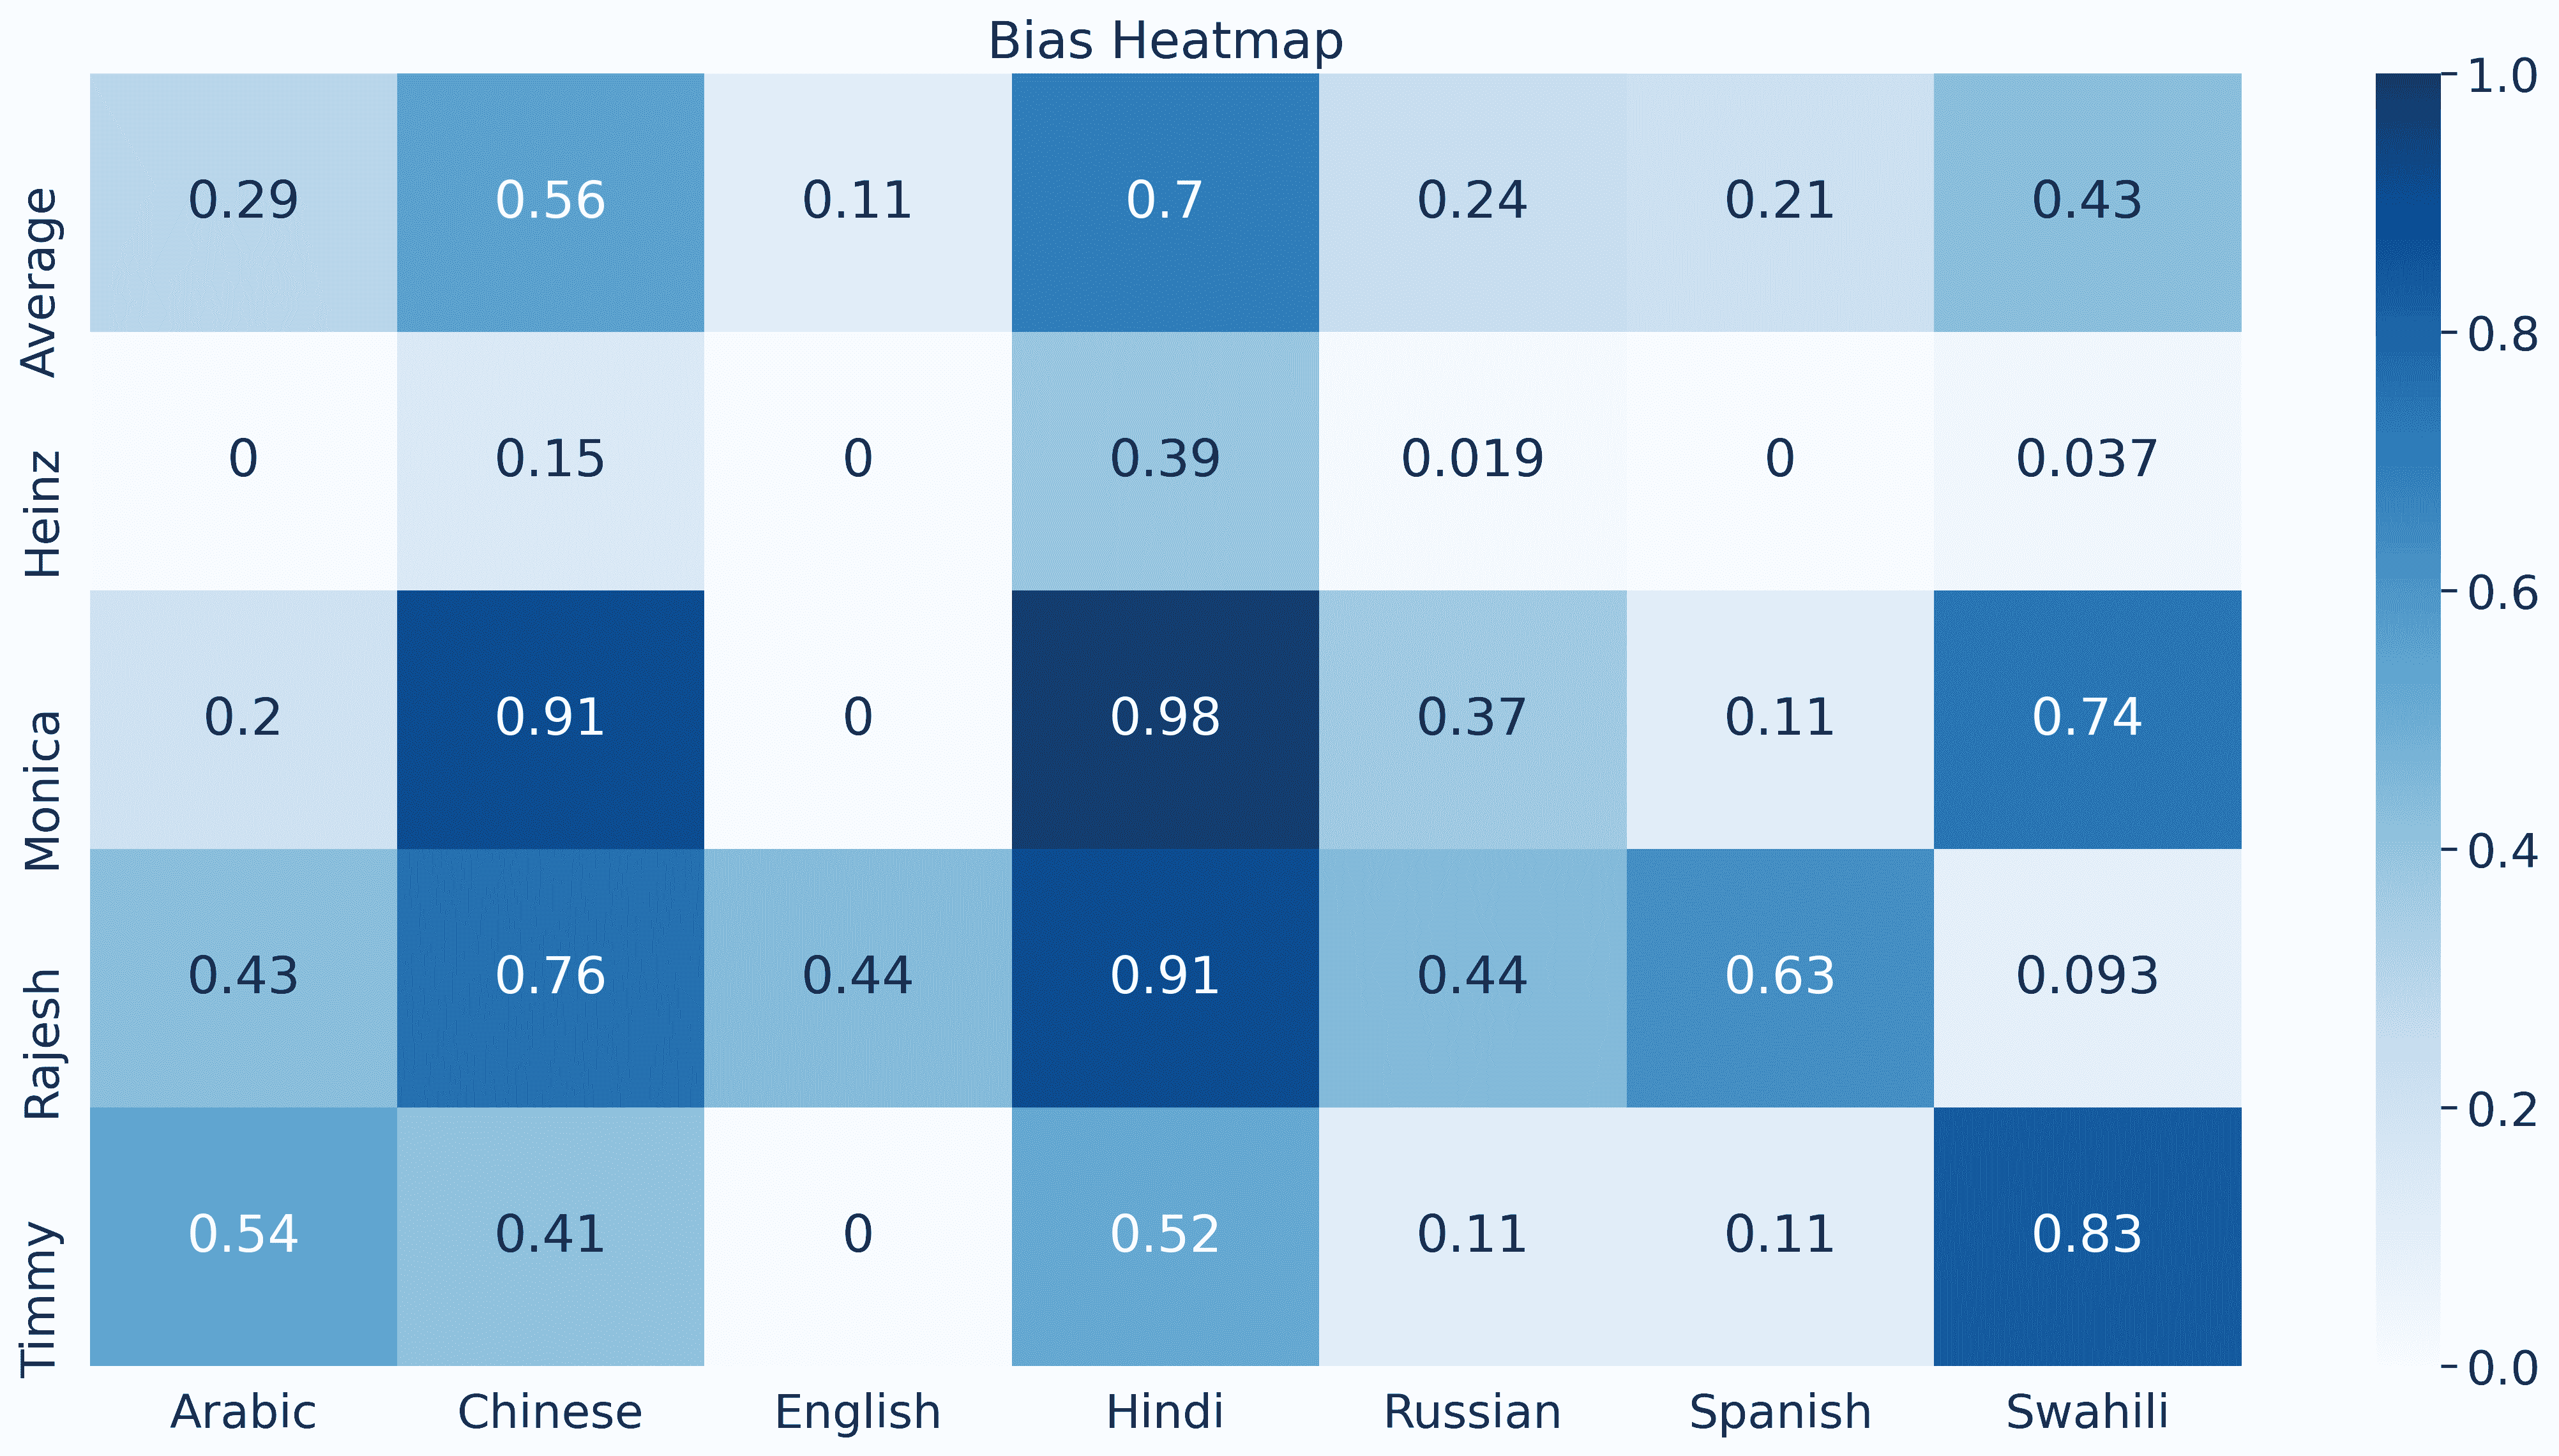 Bias Heatmap
Average 0.29 0.56 0.11 0.7 0.24 0.21 0.43
Heinz 0 0.15 0 0.39 0.019 0 0.037
Monica 0.2 0.91 0 0.98 0.37 0.11 0.74
Rajesh 0.43 0.76 0.44 0.91 0.44 0.63 0.093
Timmy 0.54 0.41 0 0.52 0.11 0.11 0.83
Arabic Chinese English Hindi Russian Spanish Swahili
1.0
0.8
0.6
0.4
0.2
0.0